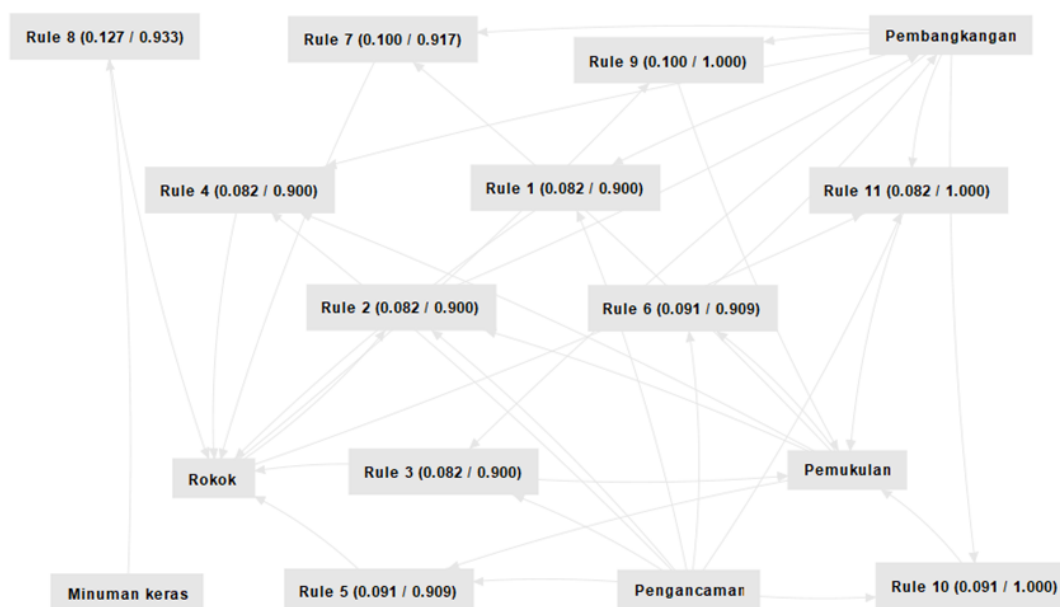 Rule 8 (0.127 / 0.933)
Rule 7 (0.100 / 0.917)
Pembangkangan
Rule 9 (0.100 / 1.000)
Rule 4 (0.082 / 0.900)
Rule 1 (0.082 / 0.900)
Rule 11 (0.082 / 1.000)
Rule 2 (0.082 / 0.900)
Rule 6 (0.091 / 0.909)
Rokok
Rule 3 (0.082 / 0.900)
Pemukulan
Minuman keras
Rule 5 (0.091 / 0.909)
Pengancaman
Rule 10 (0.091 / 1.000)